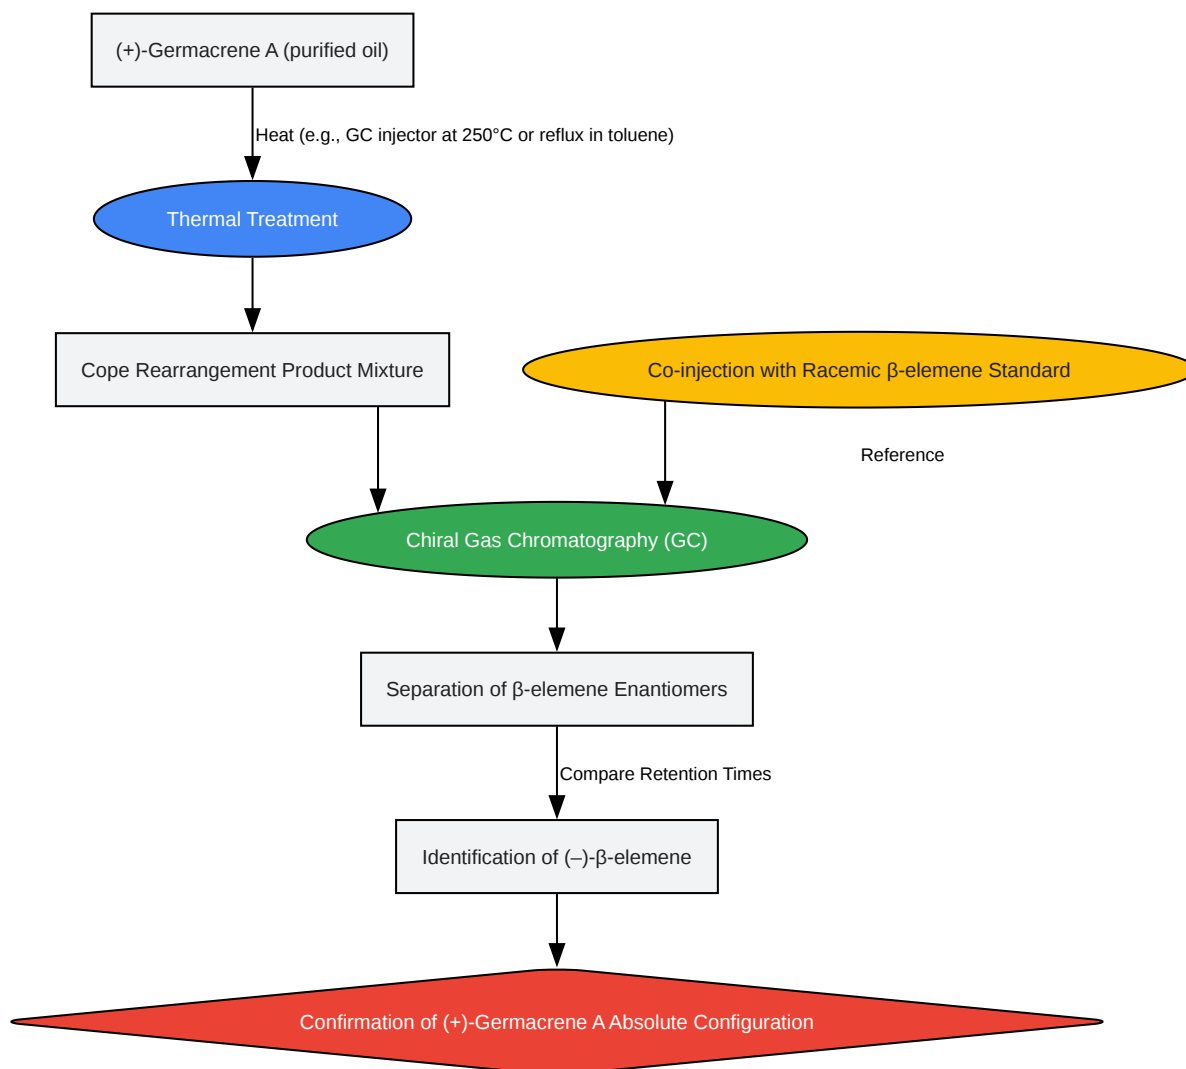 (+)-Germacrene A (purified oil)
Heat (e.g., GC injector at 250°C or reflux in toluene)
Thermal Treatment
Cope Rearrangement Product Mixture
Co-injection with Racemic β-elemene Standard
Reference
Chiral Gas Chromatography (GC)
Separation of β-elemene Enantiomers
Compare Retention Times
Identification of (–)-β-elemene
Confirmation of (+)-Germacrene A Absolute Configuration